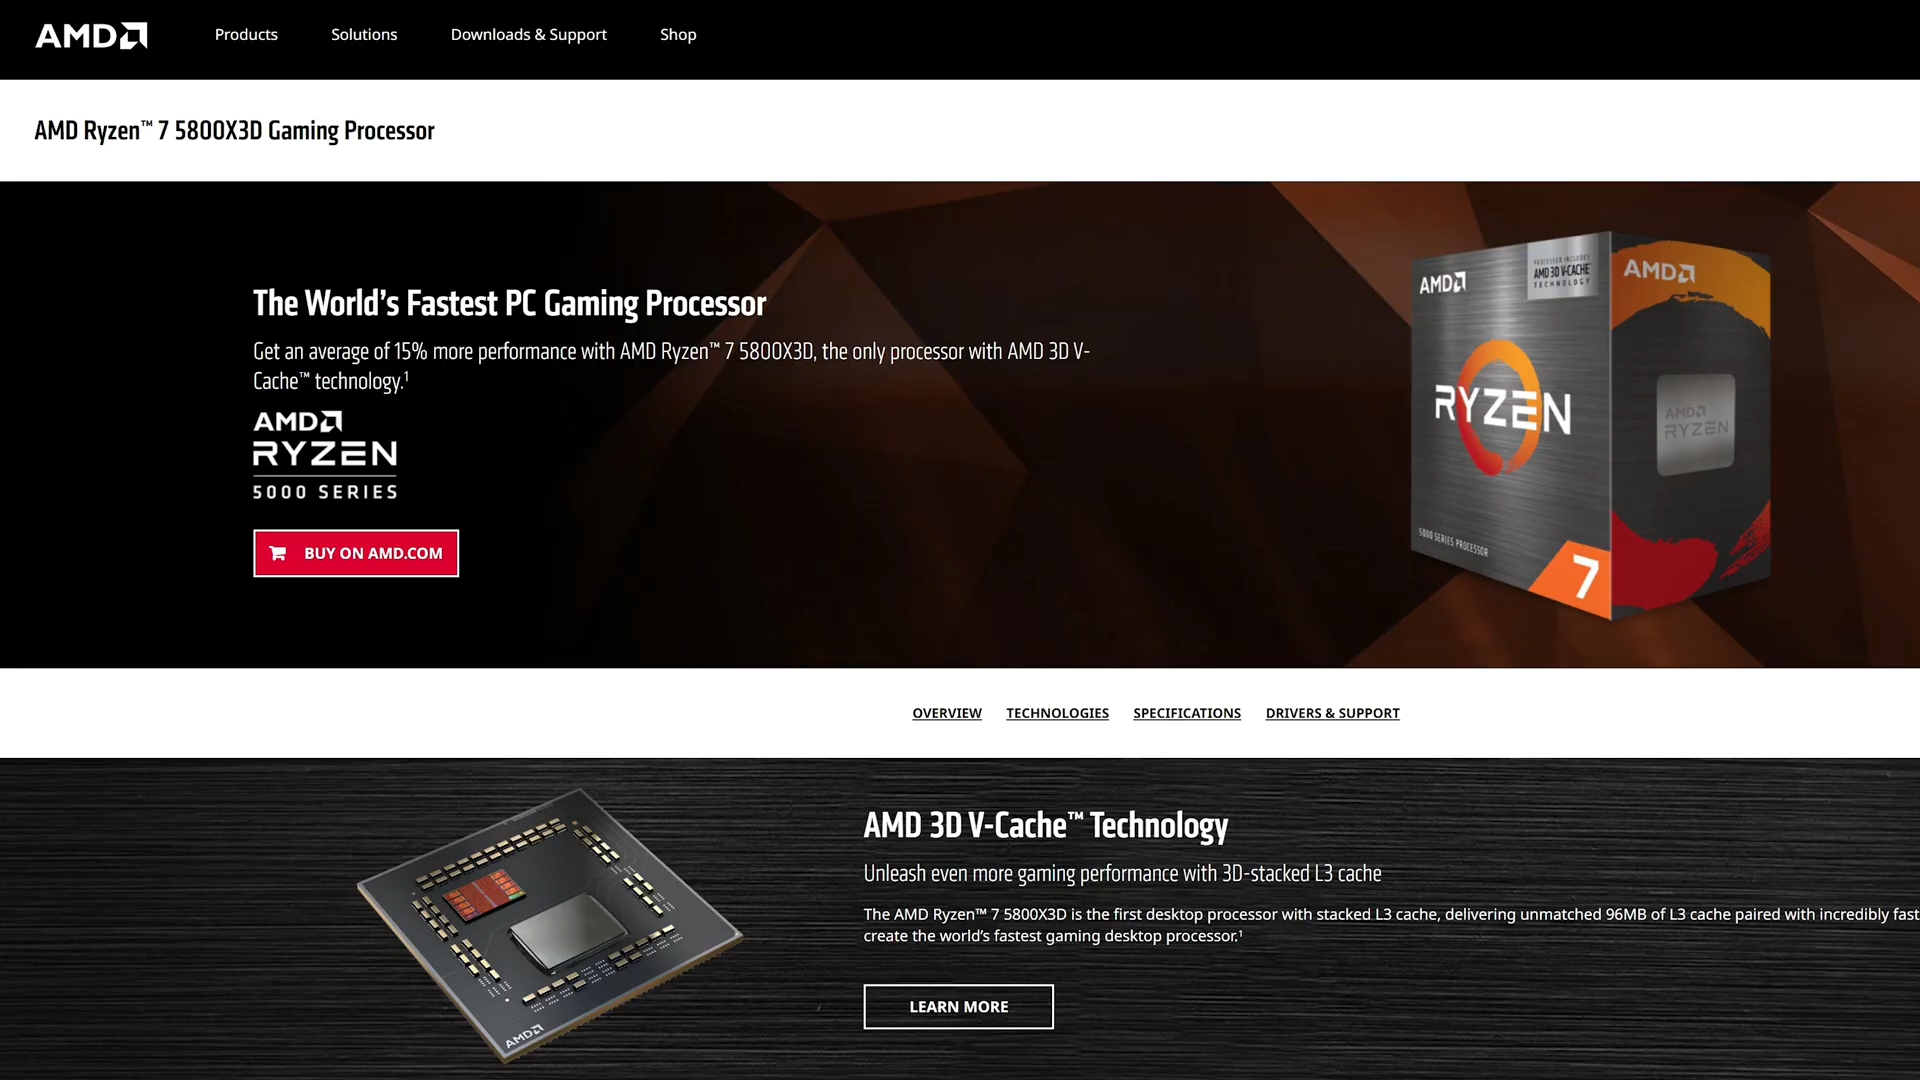 AMD
Products
Solutions
Downloads & Support
Shop
AMD Ryzen™ 7 5800X3D Gaming Processor
The World's Fastest PC Gaming Processor
Get an average of 15% more performance with AMD Ryzen™ 7 5800X3D, the only processor with AMD 3D V-
Cache™ technology.¹
AMD
RYZEN
5000 SERIES
BUY ON AMD.COM
AMD
PROCESSOR INCLUDES
AMD 3D V-CACHE
TECHNOLOGY
RYZEN
5000 SERIES PROCESSOR
7
AMD
AMD
RYZEN
OVERVIEW
TECHNOLOGIES
SPECIFICATIONS
DRIVERS & SUPPORT
AMD
AMD 3D V-Cache™ Technology
Unleash even more gaming performance with 3D-stacked L3 cache
The AMD Ryzen™ 7 5800X3D is the first desktop processor with stacked L3 cache, delivering unmatched 96MB of L3 cache paired with incredibly fast
create the world's fastest gaming desktop processor.¹
LEARN MORE